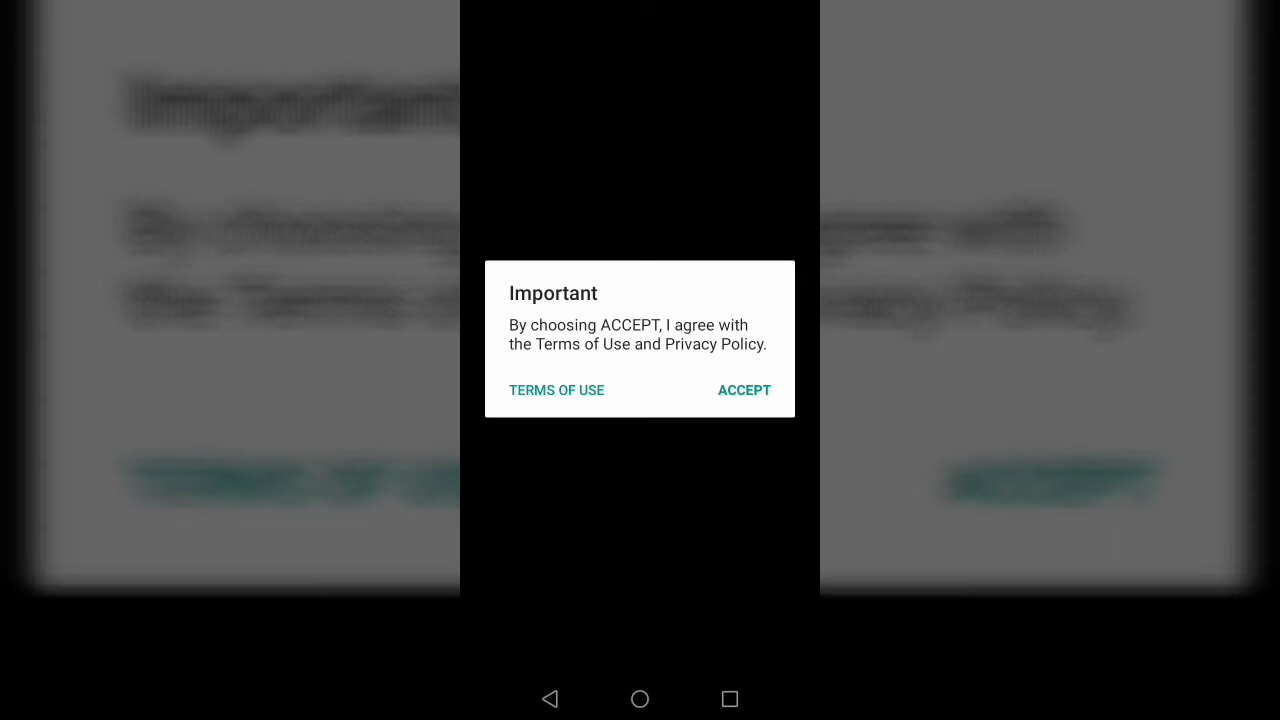 Important
By choosing ACCEPT, I agree with
the Terms of Use and Privacy Policy.
TERMS OF USE
ACCEPT